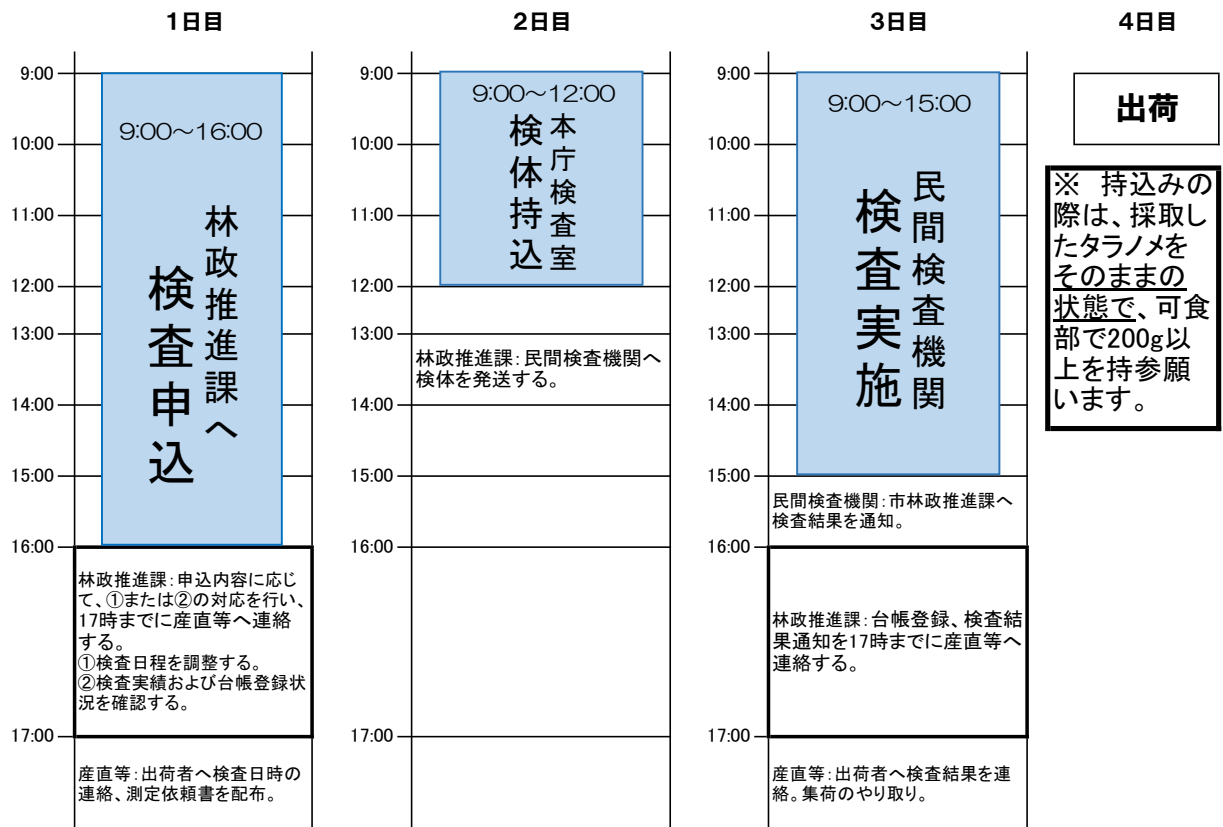 1日目
9:00
10:00
11:00
12:00
13:00
14:00
15:00
16:00
17:00
9:00～16:00
林政推進課へ
検査申込
林政推進課：申込内容に応じ
て、①または②の対応を行い、
17時までに産直等へ連絡
する。
①検査日程を調整する。
②検査実績および台帳登録状
況を確認する。
産直等：出荷者へ検査日時の
連絡、測定依頼書を配布。
2日目
9:00
10:00
11:00
12:00
13:00
14:00
15:00
16:00
17:00
9:00～12:00
本庁検査室
検体持込
林政推進課：民間検査機関へ
検体を発送する。
3日目
9:00
10:00
11:00
12:00
13:00
14:00
15:00
16:00
17:00
9:00～15:00
民間検査機関
検査実施
民間検査機関：市林政推進課へ
検査結果を通知。
林政推進課：台帳登録、検査結
果通知を17時までに産直等へ
連絡する。
産直等：出荷者へ検査結果を連
絡。集荷のやり取り。
4日目
出荷
※　持込みの
際は、採取し
たタラノメを
そのままの
状態で、可食
部で200g以
上を持参願
います。